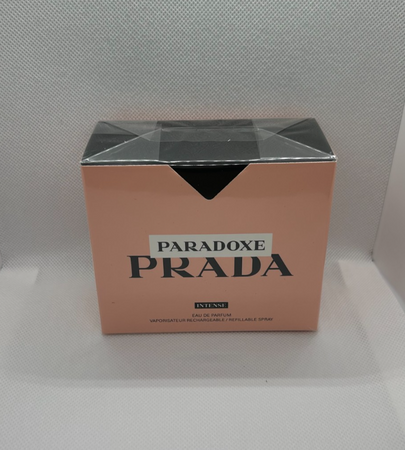 PARADOXE
PRADA
INTENSE
EAU DE PARFUM
VAPORISATEUR RECHARGEABLE / REFILLABLE SPRAY